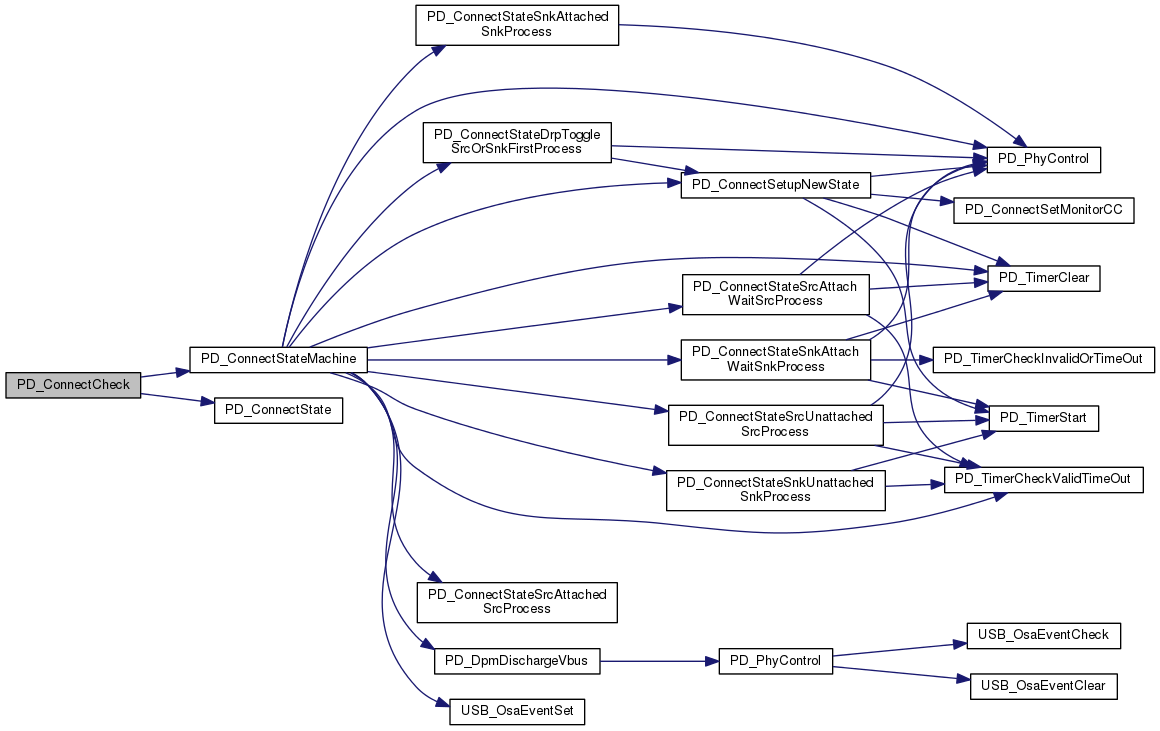 PD_ConnectStateSnkAttached
SnkProcess
PD_ConnectStateDrpToggle
SrcOrSnkFirstProcess
PD_PhyControl
PD_ConnectSetupNewState
PD_ConnectSetMonitorCC
PD_TimerClear
PD_ConnectStateSrcAttach
WaitSrcProcess
PD_ConnectStateMachine
PD_ConnectStateSnkAttach
WaitSnkProcess
PD_TimerCheckInvalidOrTimeOut
PD_ConnectCheck
PD_ConnectState
PD_ConnectStateSrcUnattached
SrcProcess
PD_TimerStart
PD_ConnectStateSnkUnattached
SnkProcess
PD_TimerCheckValidTimeOut
PD_ConnectStateSrcAttached
SrcProcess
PD_DpmDischargeVbus
PD_PhyControl
USB_OsaEventCheck
USB_OsaEventClear
USB_OsaEventSet